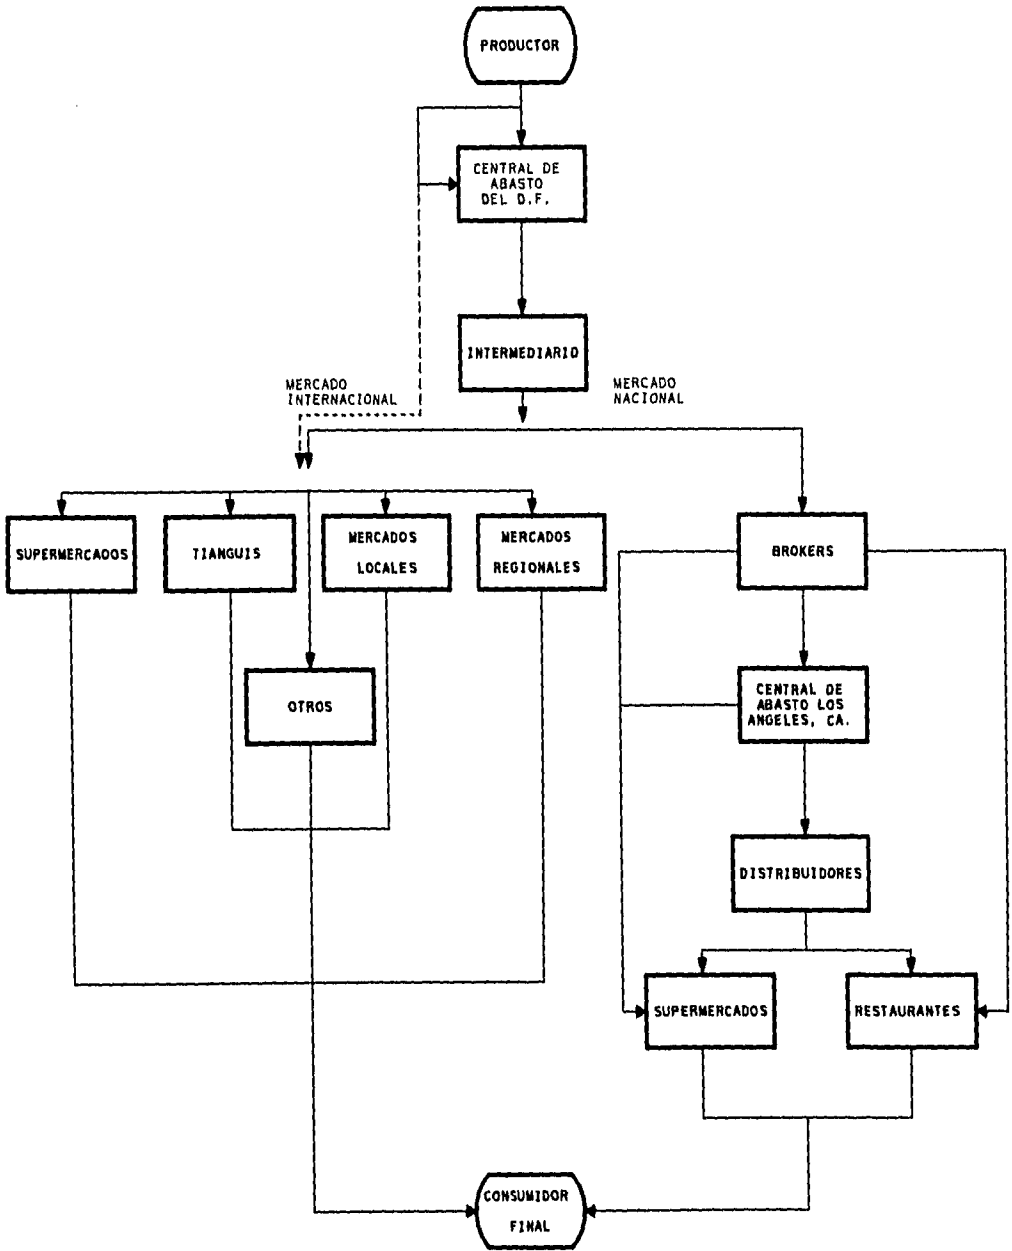 PRODUCTOR
CENTRAL DE
ABASTO
DEL D.F.
INTERMEDIARIO
MERCADO
INTERNACIONAL
MERCADO
NACIONAL
SUPERMERCADOS
TIANGUIS
MERCADOS
LOCALES
MERCADOS
REGIONALES
BROKERS
OTROS
CENTRAL DE
ABASTO LOS
ANGELES, CA.
DISTRIBUIDORES
SUPERMERCADOS
RESTAURANTES
CONSUMIDOR
FINAL